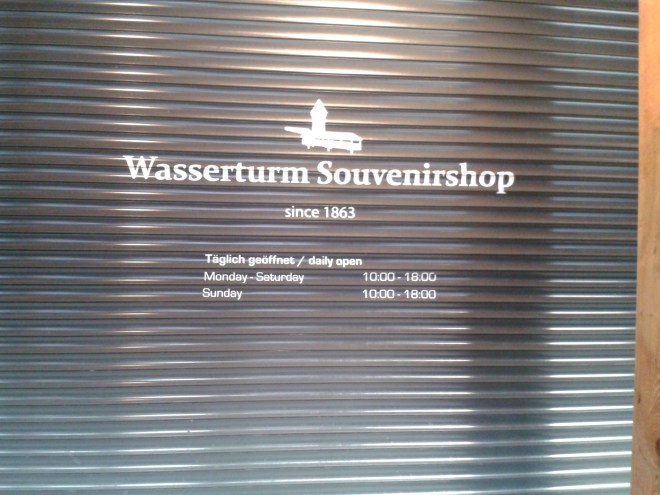 Wasserturm Souvenirshop
since 1863
Täglich geöffnet / daily open
Monday - Saturday 10:00 - 18:00
Sunday 10:00 - 18:00